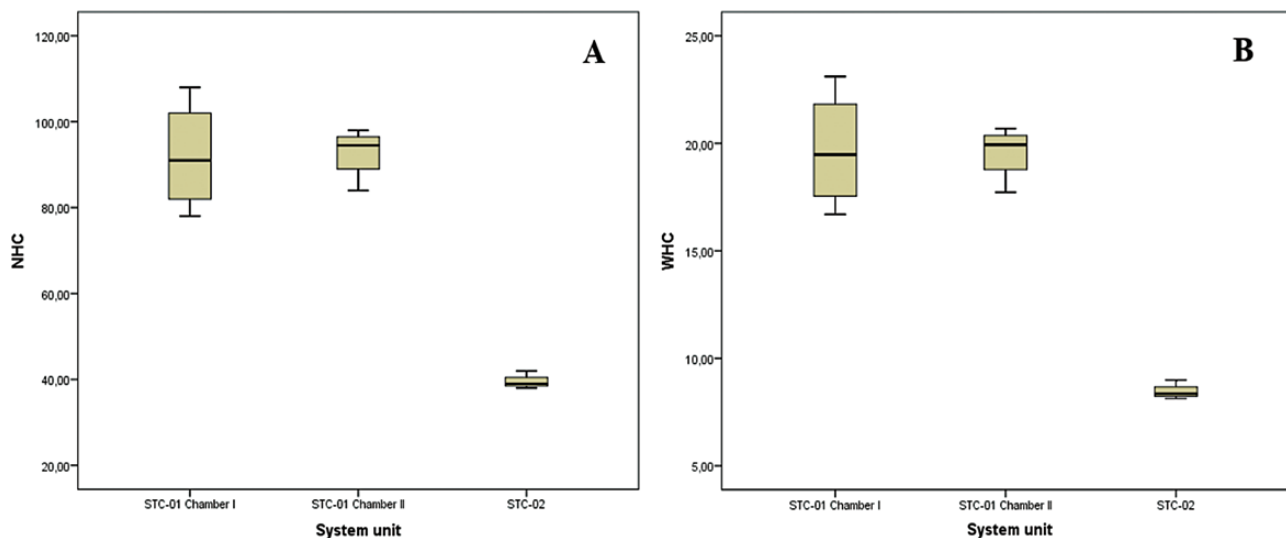 A
120,00
100,00
80,00
60,00
40,00
20,00
NHC
STC-01 Chamber I
STC-01 Chamber II
STC-02
System unit
B
25,00
20,00
15,00
10,00
5,00
WHC
STC-01 Chamber I
STC-01 Chamber II
STC-02
System unit